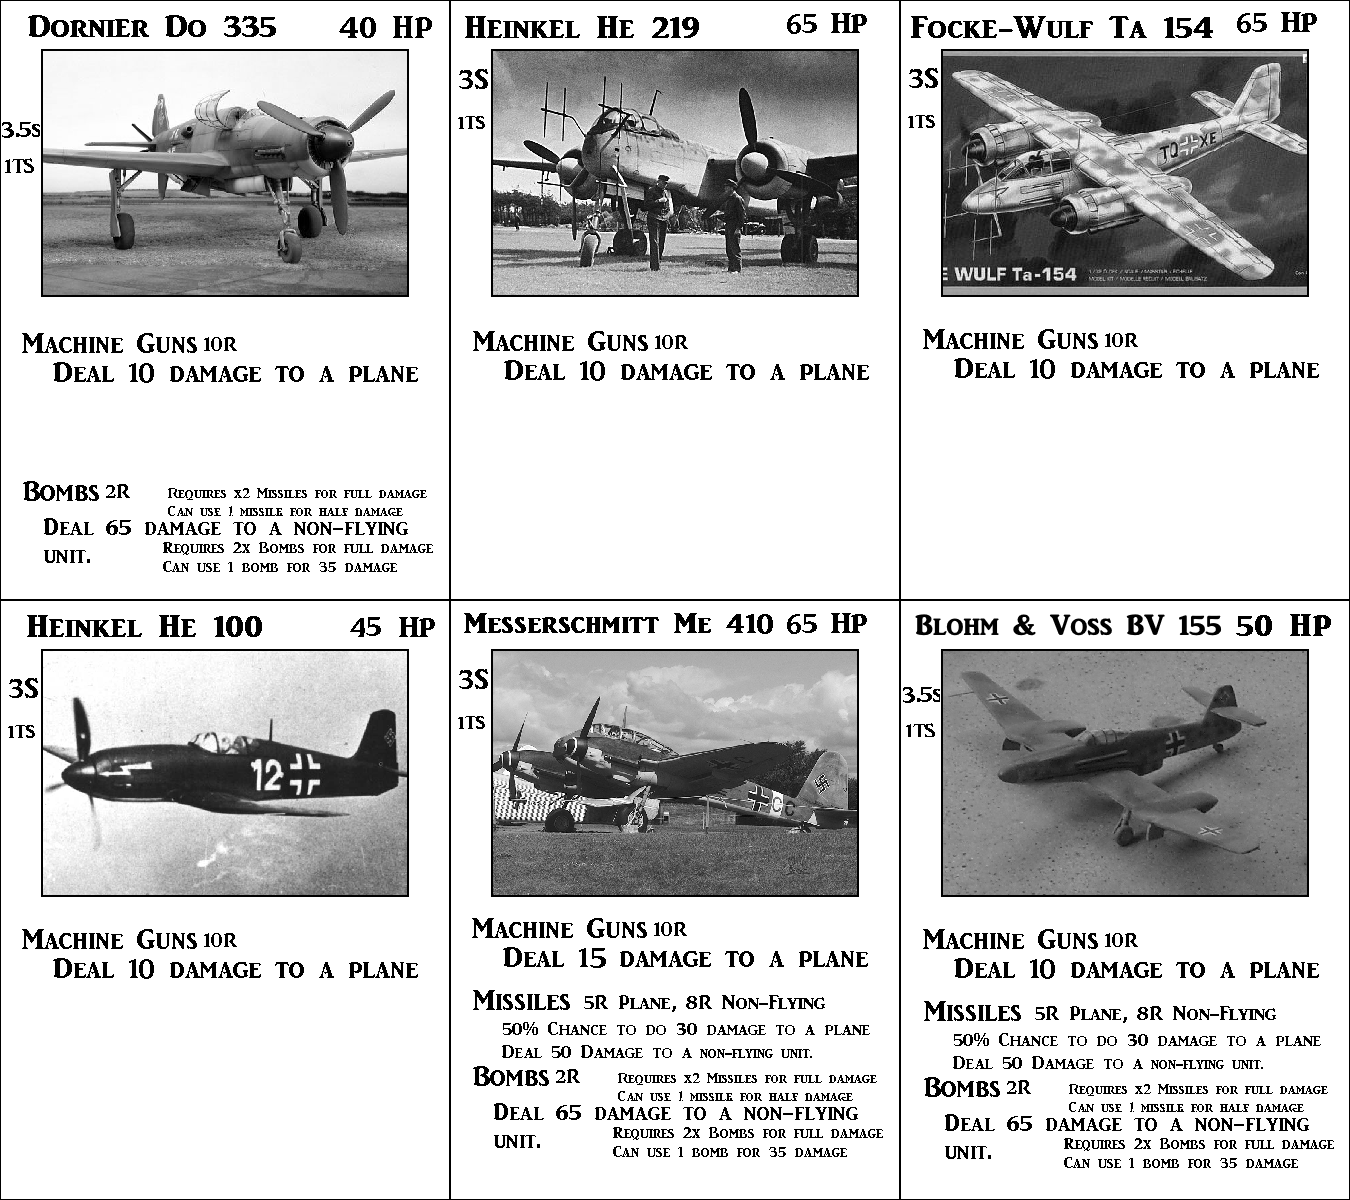 Dornier Do 335 40 HP
3.5S
1TS
Machine Guns 10R
Deal 10 damage to a plane
Bombs 2R
Requires x2 Missiles for full damage
Can use 1 missile for half damage
Deal 65 damage to a non-flying
unit.
Requires 2x Bombs for full damage
Can use 1 bomb for 35 damage
Heinkel He 219 65 HP
3S
1TS
Machine Guns 10R
Deal 10 damage to a plane
Focke-Wulf Ta 154 65 HP
3S
1TS
TQ XE
E WULF Ta-154
Machine Guns 10R
Deal 10 damage to a plane
Heinkel He 100 45 HP
3S
1TS
12
Machine Guns 10R
Deal 10 damage to a plane
Messerschmitt Me 410 65 HP
3S
1TS
Machine Guns 10R
Deal 15 damage to a plane
Missiles 5R Plane, 8R Non-Flying
50% Chance to do 30 damage to a plane
Deal 50 Damage to a non-flying unit.
Bombs 2R
Requires x2 Missiles for full damage
Can use 1 missile for half damage
Deal 65 damage to a non-flying
unit.
Requires 2x Bombs for full damage
Can use 1 bomb for 35 damage
Blohm & Voss BV 155 50 HP
3.5S
1TS
Machine Guns 10R
Deal 10 damage to a plane
Missiles 5R Plane, 8R Non-Flying
50% Chance to do 30 damage to a plane
Deal 50 Damage to a non-flying unit.
Bombs 2R
Requires x2 Missiles for full damage
Can use 1 missile for half damage
Deal 65 damage to a non-flying
unit.
Requires 2x Bombs for full damage
Can use 1 bomb for 35 damage